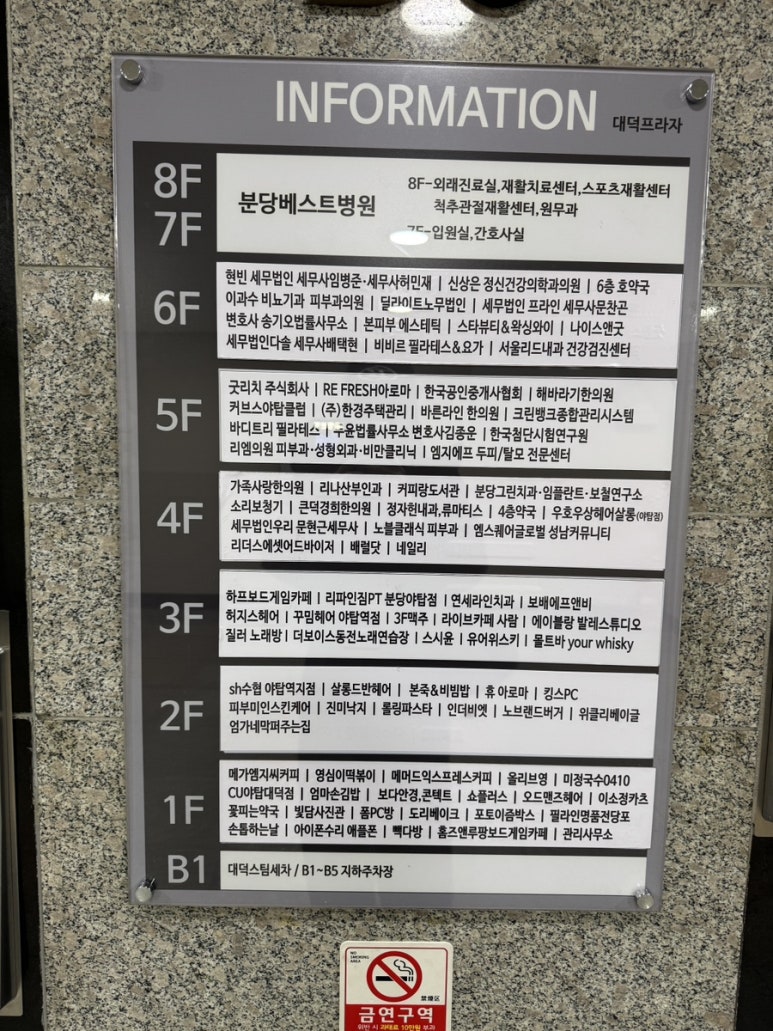 INFORMATION 대덕프라자
8F
7F
분당베스트병원
8F-외래진료실,재활치료센터,스포츠재활센터
척추관절재활센터,원무과
7F-입원실,간호사실
6F
현빈 세무법인 세무사임병준·세무사허민재 | 신상은 정신건강의학과의원 | 6층 호약국
이과수 비뇨기과 피부과의원 | 딜라이트노무법인 | 세무법인 프라인 세무사문찬곤
변호사 송기오법률사무소 | 본피부 에스테틱 | 스타뷰티&왁싱와이 | 나이스앤굿
세무법인다솔 세무사배택현 | 비비르 필라테스&요가 | 서울리드내과 건강검진센터
5F
굿리치 주식회사 | RE FRESH아로마 | 한국공인중개사협회 | 해바라기한의원
커브스야탑클럽 | (주)한경주택관리 | 바른라인 한의원 | 크린뱅크종합관리시스템
바디트리 필라테스 | 두윤법률사무소 변호사김종운 | 한국첨단시험연구원
리엠의원 피부과·성형외과·비만클리닉 | 엠지에프 두피/탈모 전문센터
4F
가족사랑한의원 | 리나산부인과 | 커피랑도서관 | 분당그린치과·임플란트·보철연구소
소리보청기 | 큰덕경희한의원 | 정자헌내과,류마티스 | 4층약국 | 우호우상헤어살롱(야탑점)
세무법인우리 문현근세무사 | 노블클래식 피부과 | 엠스퀘어글로벌 성남커뮤니티
리더스에셋어드바이저 | 배럴닷 | 네일리
3F
하프보드게임카페 | 리파인짐PT 분당야탑점 | 연세라인치과 | 보배에프앤비
허지스헤어 | 꾸밈헤어 야탑역점 | 3F맥주 | 라이브카페 사람 | 에이블랑 발레스튜디오
질러 노래방 | 더보이스동전노래연습장 | 스시윤 | 유어위스키 | 몰트바 your whisky
2F
sh수협 야탑역지점 | 살롱드반헤어 | 본죽&비빔밥 | 휴 아로마 | 킹스PC
피부미인스킨케어 | 진미낙지 | 롤링파스타 | 인더비엣 | 노브랜드버거 | 위클리베이글
엄가네막퍼주는집
1F
메가엠지씨커피 | 영심이떡볶이 | 메머드익스프레스커피 | 올리브영 | 미정국수0410
CU야탑대덕점 | 엄마손김밥 | 보다안경,콘텍트 | 쇼플러스 | 오드맨즈헤어 | 이소정카츠
꽃피는약국 | 빛담사진관 | 폼PC방 | 도리베이크 | 포토이즘박스 | 필라인명품전당포
손톱하는날 | 아이폰수리 애플폰 | 빽다방 | 홈즈앤루팡보드게임카페 | 관리사무소
B1
대덕스팀세차 / B1~B5 지하주차장
NO
SMOKING
AREA
禁煙区
금연구역
위반 시 과태료 10만원 부과